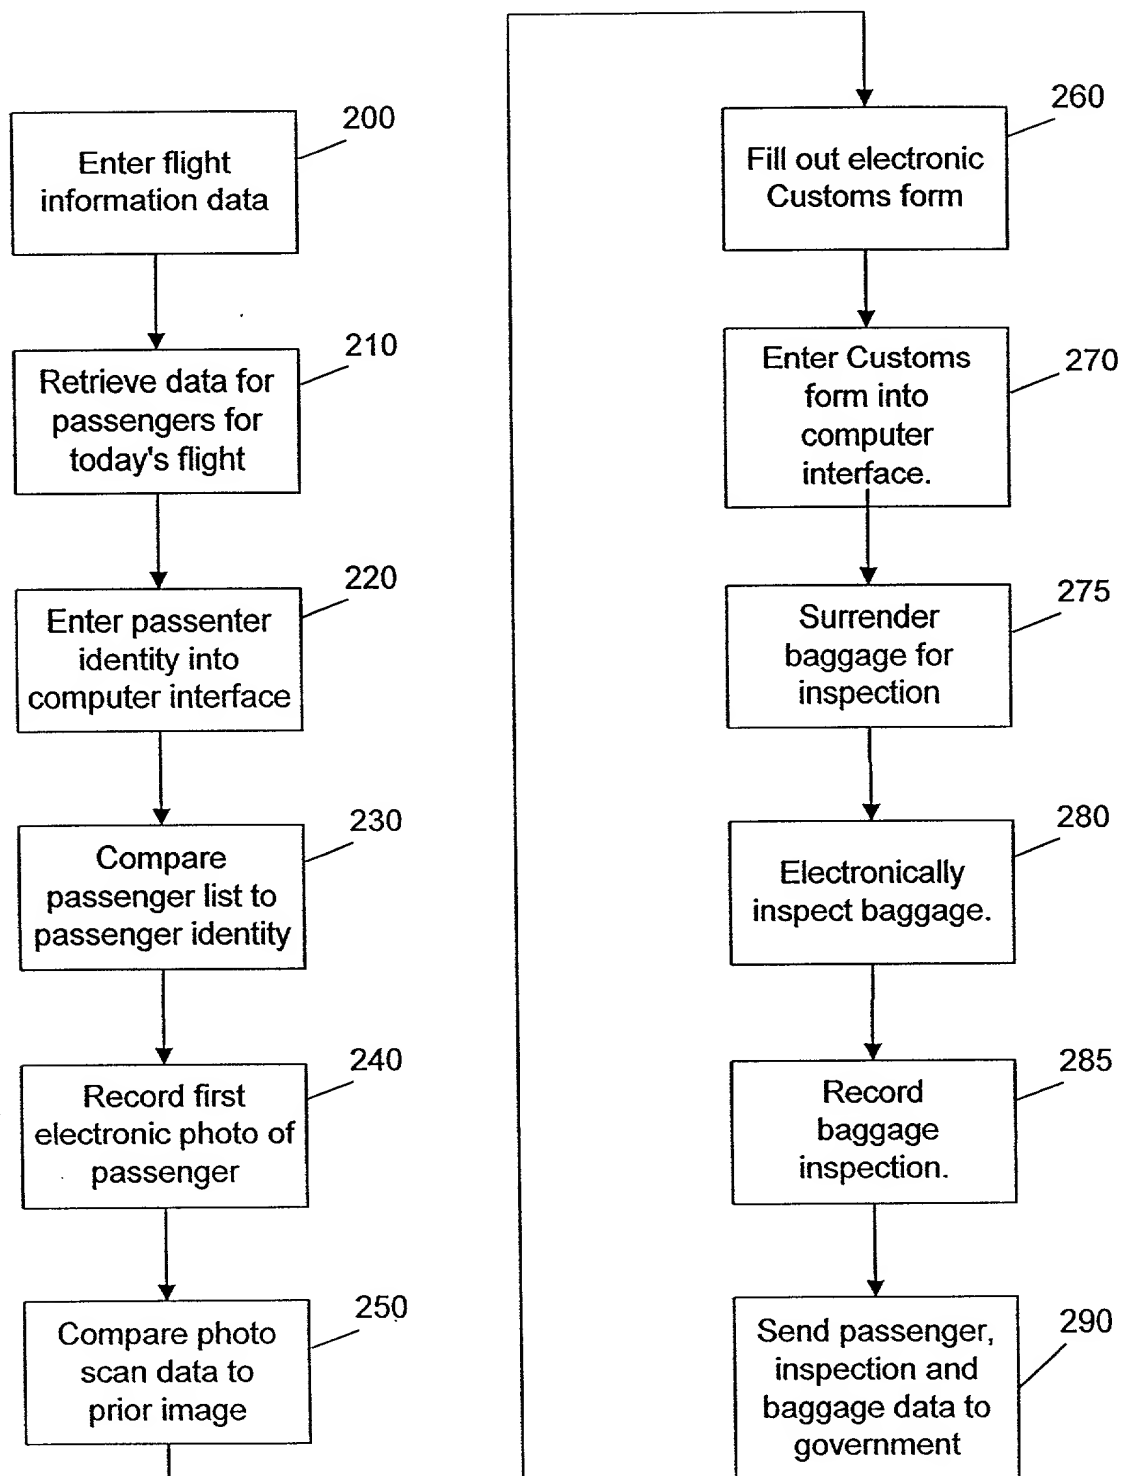 200
Enter flight
information data
210
Retrieve data for
passengers for
today's flight
220
Enter passenter
identity into
computer interface
230
Compare
passenger list to
passenger identity
240
Record first
electronic photo of
passenger
250
Compare photo
scan data to
prior image
260
Fill out electronic
Customs form
270
Enter Customs
form into
computer
interface.
275
Surrender
baggage for
inspection
280
Electronically
inspect baggage.
285
Record
baggage
inspection.
290
Send passenger,
inspection and
baggage data to
government